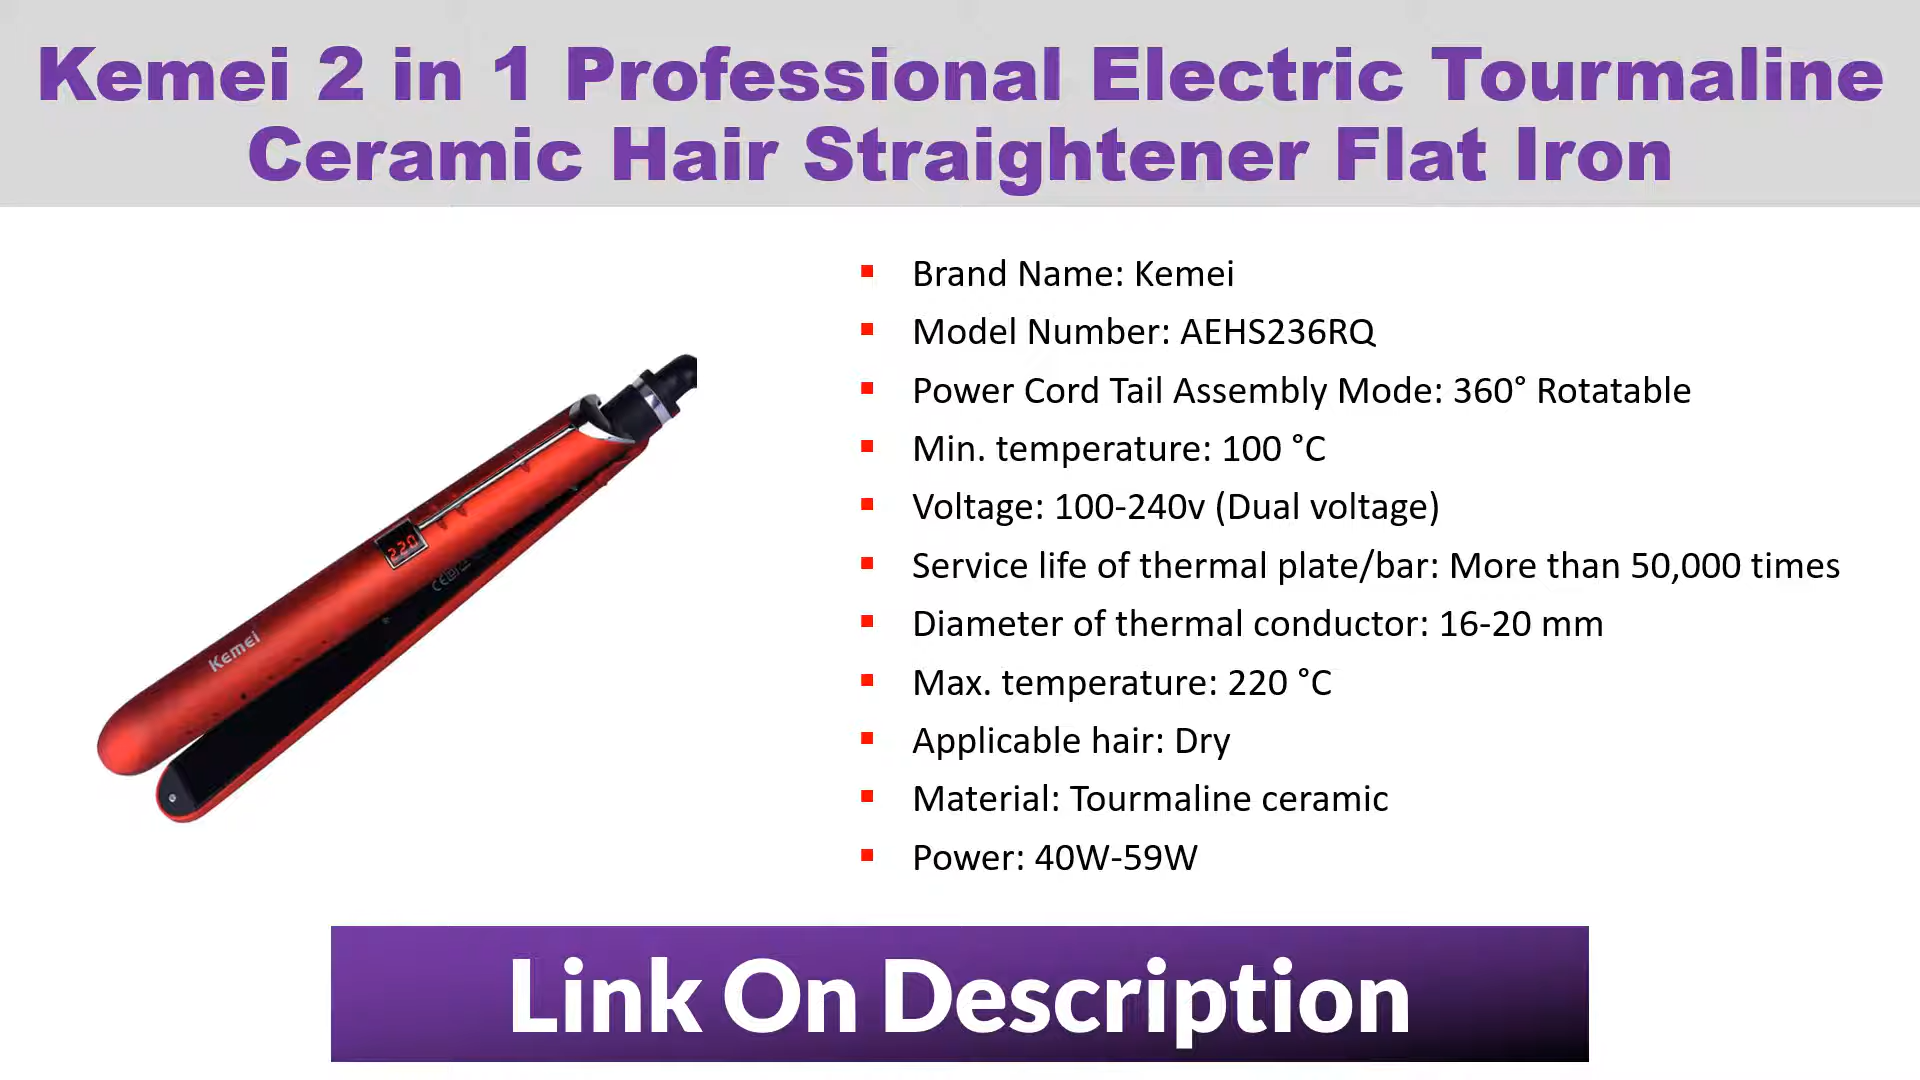 Kemei 2 in 1 Professional Electric Tourmaline
Ceramic Hair Straightener Flat Iron
Brand Name: Kemei
Model Number: AEHS236RQ
Power Cord Tail Assembly Mode: 360° Rotatable
Min. temperature: 100 °C
Voltage: 100-240v (Dual voltage)
Service life of thermal plate/bar: More than 50,000 times
Diameter of thermal conductor: 16-20 mm
Max. temperature: 220 °C
Applicable hair: Dry
Material: Tourmaline ceramic
Power: 40W-59W
220
Kemei
Link On Description